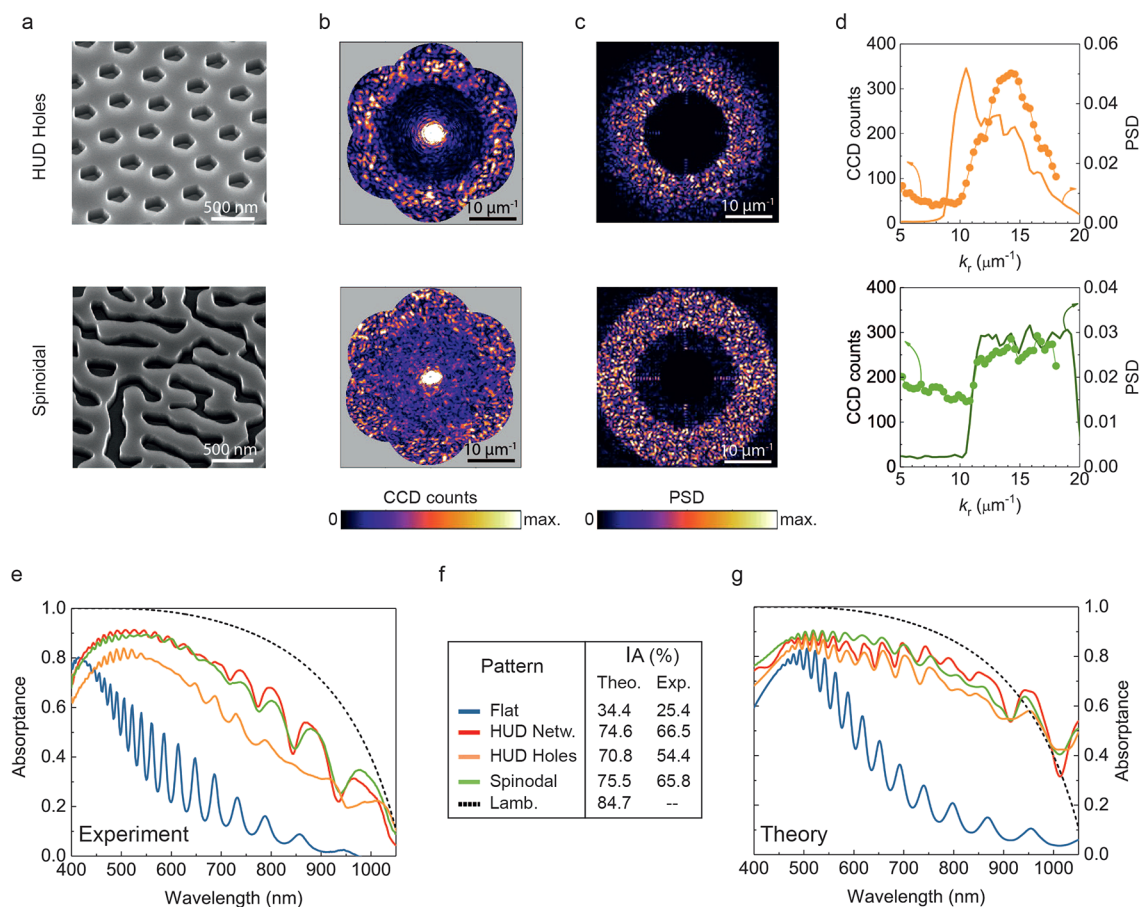 a
b
c
d
HUD Holes
500 nm
10 µm-1
10 µm-1
400
300
200
100
0
CCD counts
0.06
0.04
0.02
0.00
PSD
5 10 15 20
kr (µm-1)
Spinoidal
500 nm
10 µm-1
10 µm-1
400
300
200
100
0
CCD counts
0.04
0.03
0.02
0.01
0.00
PSD
5 10 15 20
kr (µm-1)
CCD counts
0 max.
PSD
0 max.
e
f
g
1.0
0.8
0.6
0.4
0.2
0.0
Absorptance
Experiment
400 500 600 700 800 900 1000
Wavelength (nm)
Pattern IA (%)
Theo. Exp.
Flat 34.4 25.4
HUD Netw. 74.6 66.5
HUD Holes 70.8 54.4
Spinodal 75.5 65.8
Lamb. 84.7 --
1.0
0.8
0.6
0.4
0.2
0.0
Absorptance
Theory
400 500 600 700 800 900 1000
Wavelength (nm)